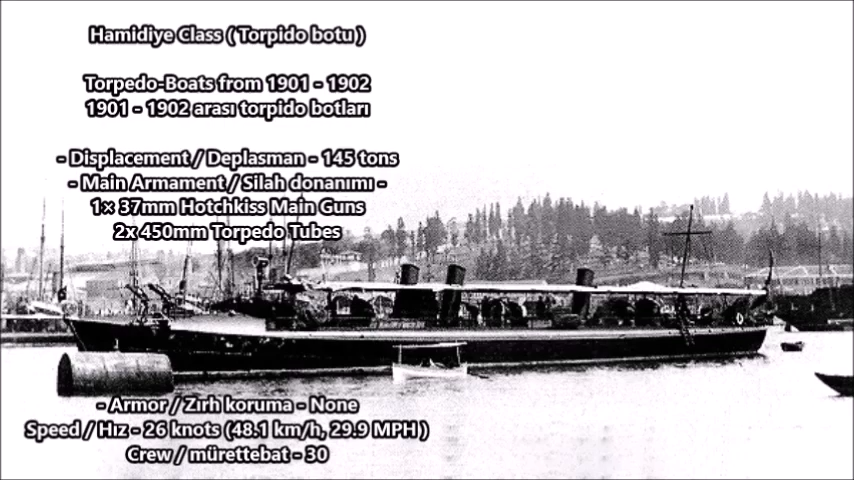 Hamidiye Class ( Torpido botu )
Torpedo-Boats from 1901 - 1902
1901 - 1902 arası torpido botları
- Displacement / Deplasman - 145 tons
- Main Armament / Silah donanımı -
1× 37mm Hotchkiss Main Guns
2x 450mm Torpedo Tubes
- Armor / Zırh koruma - None
Speed / Hız - 26 knots (48.1 km/h, 29.9 MPH )
Crew / mürettebat - 30